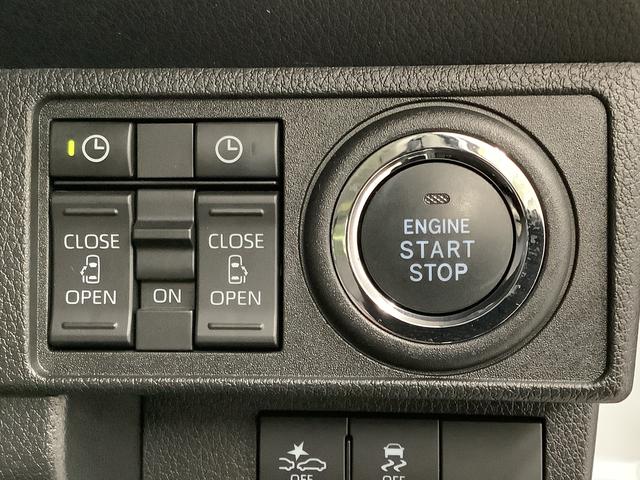 CLOSE
OPEN
ON
CLOSE
OPEN
ENGINE
START
STOP
OFF
OFF